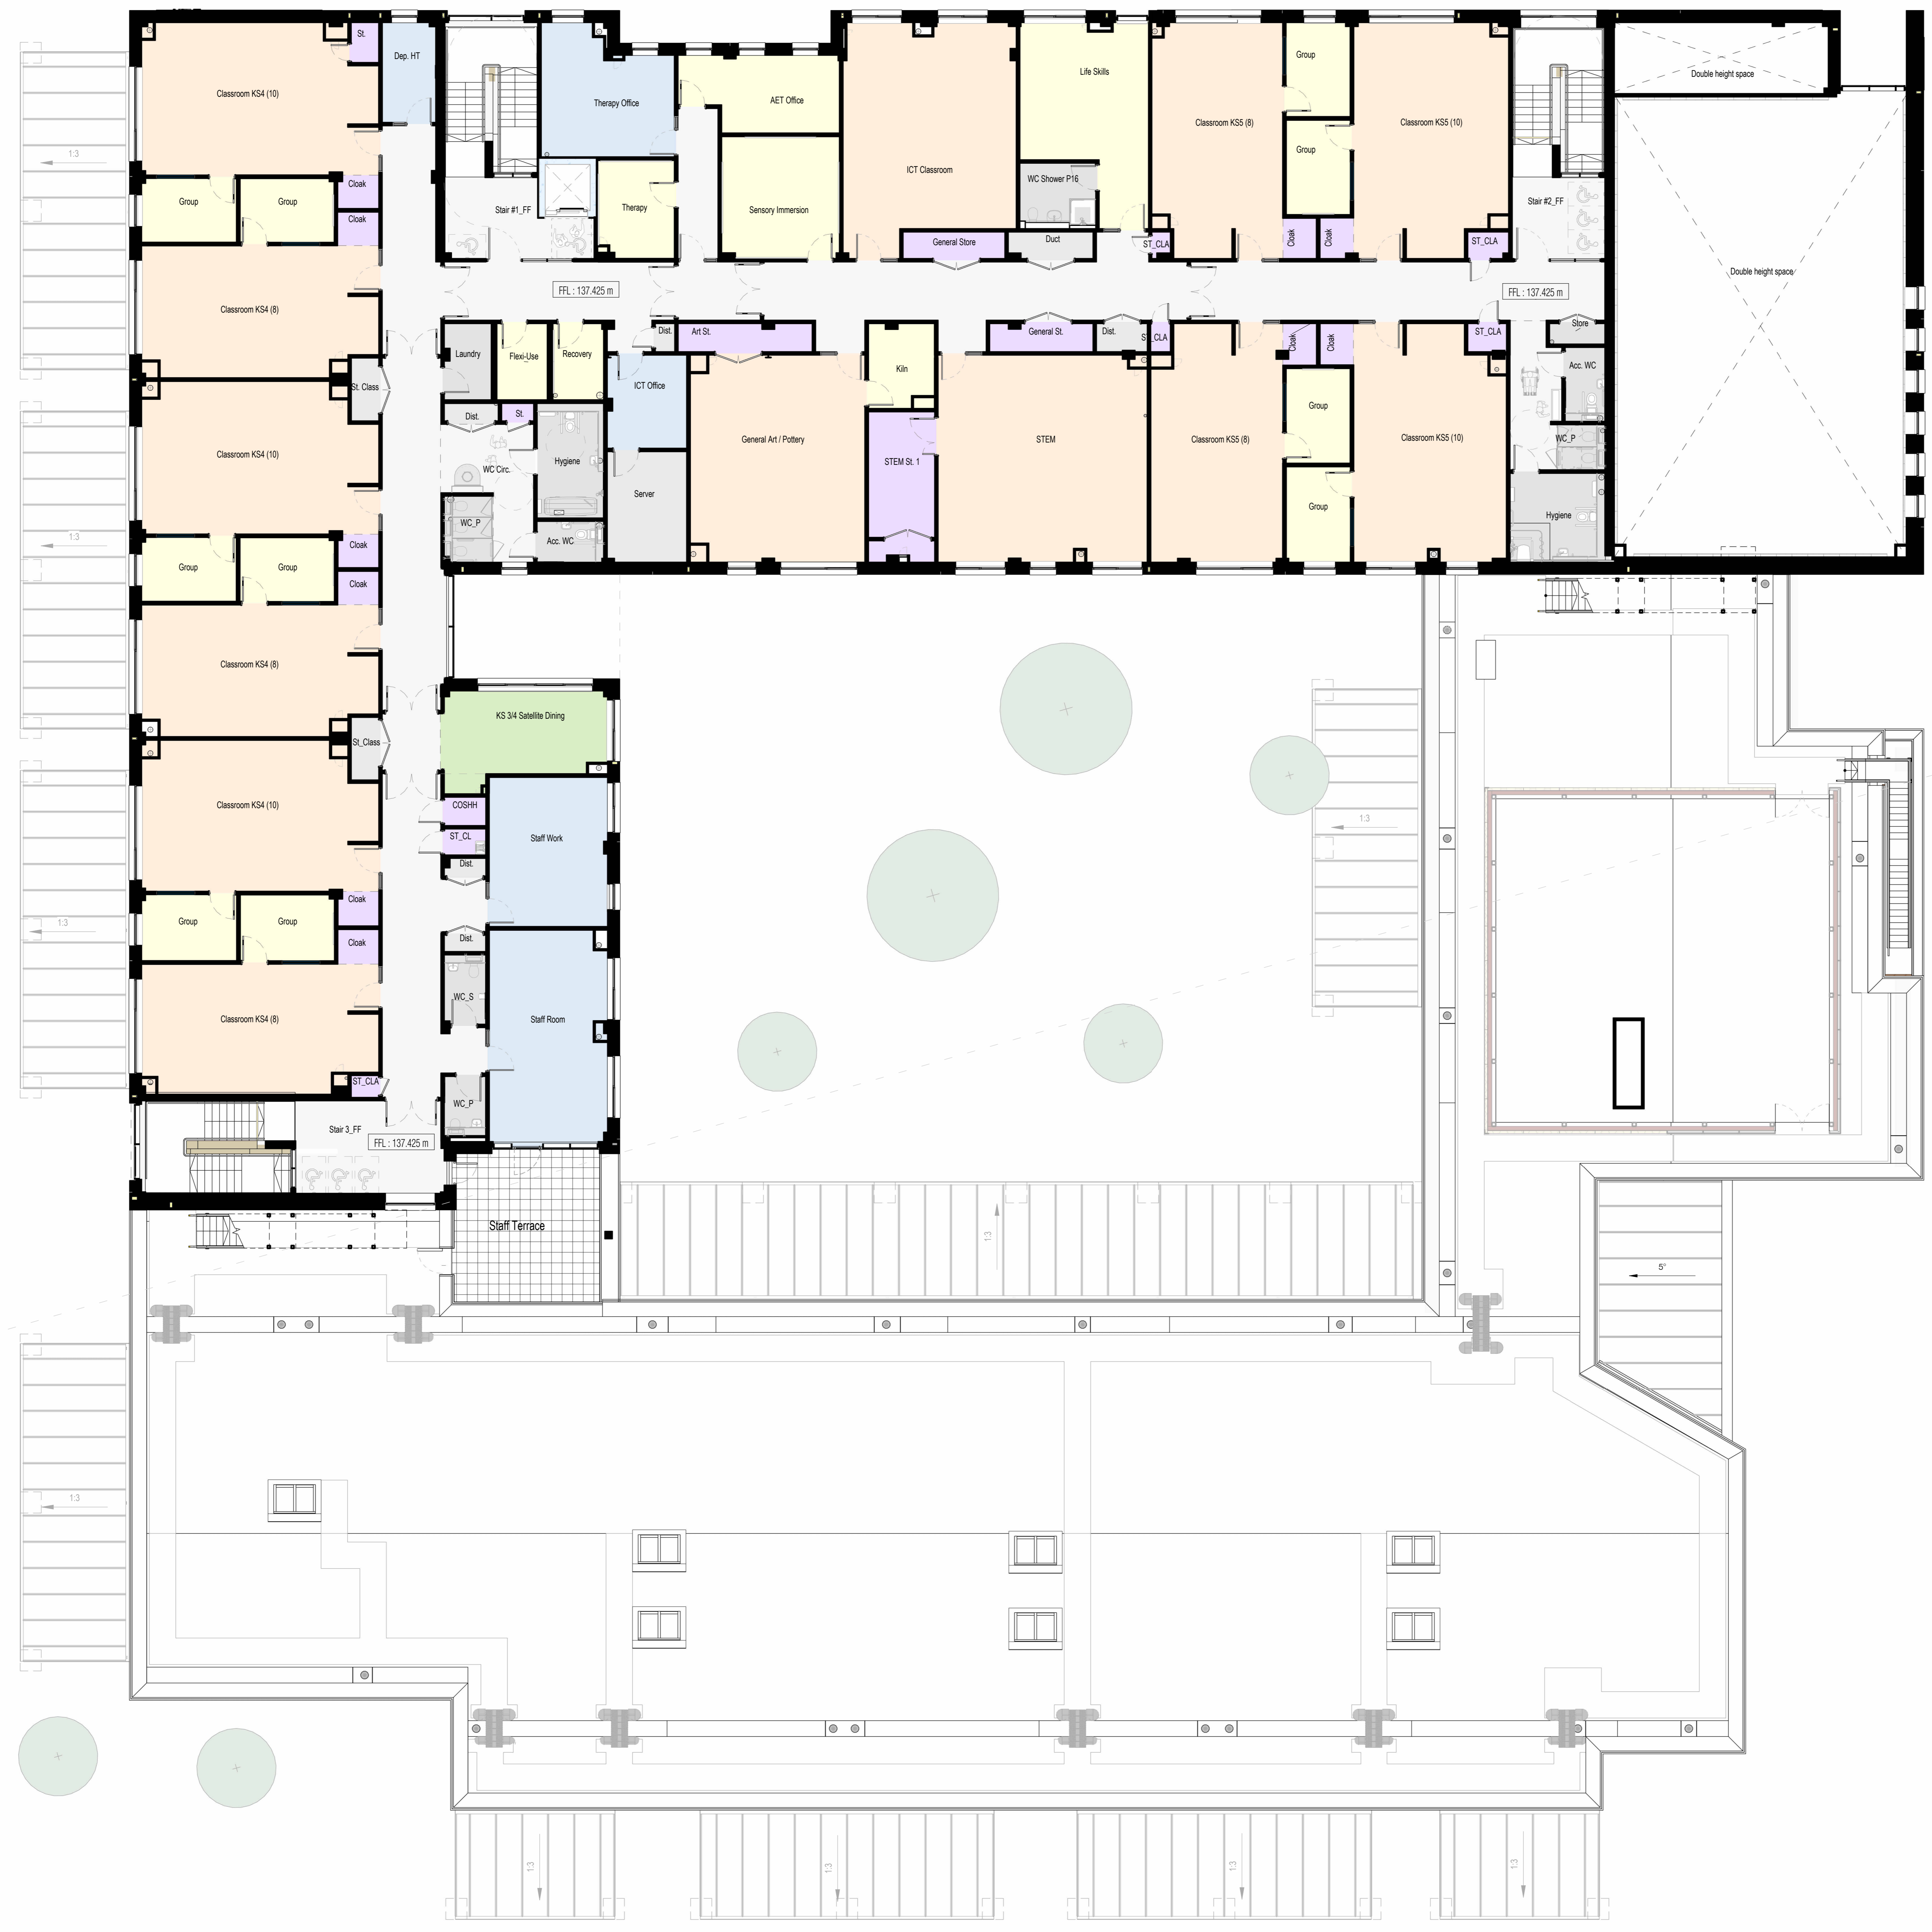 St.
Dep. HT
Classroom KS4 (10)
Therapy Office
AET Office
Life Skills
Classroom KS5 (8)
Group
Classroom KS5 (10)
Double height space
1:3
Group
Group
Cloak
Cloak
Stair #1_FF
Therapy
Sensory Immersion
ICT Classroom
WC Shower P16
Group
Stair #2_FF
General Store
Duct
ST_CLA
Cloak
Cloak
ST_CLA
Double height space
FFL : 137.425 m
FFL : 137.425 m
Classroom KS4 (8)
Laundry
Flexi-Use
Recovery
Dist.
Art St.
General St.
Dist.
ST_CLA
Cloak
Cloak
ST_CLA
Store
Kiln
ICT Office
Acc. WC
St. Class
Dist.
St.
Classroom KS4 (10)
WC Circ.
Hygiene
Server
General Art / Pottery
STEM St. 1
STEM
Classroom KS5 (8)
Group
Classroom KS5 (10)
WC_P
Group
Hygiene
WC_P
Acc. WC
1:3
Group
Group
Cloak
Cloak
Classroom KS4 (8)
KS 3/4 Satellite Dining
St_Class
Classroom KS4 (10)
COSHH
ST_CL
Staff Work
Dist.
1:3
Group
Group
Cloak
Cloak
1:3
Dist.
WC_S
Classroom KS4 (8)
Staff Room
ST_CLA
WC_P
Stair 3_FF
FFL : 137.425 m
Staff Terrace
1:3
5°
1:3
1:3
1:3
1:3
1:3